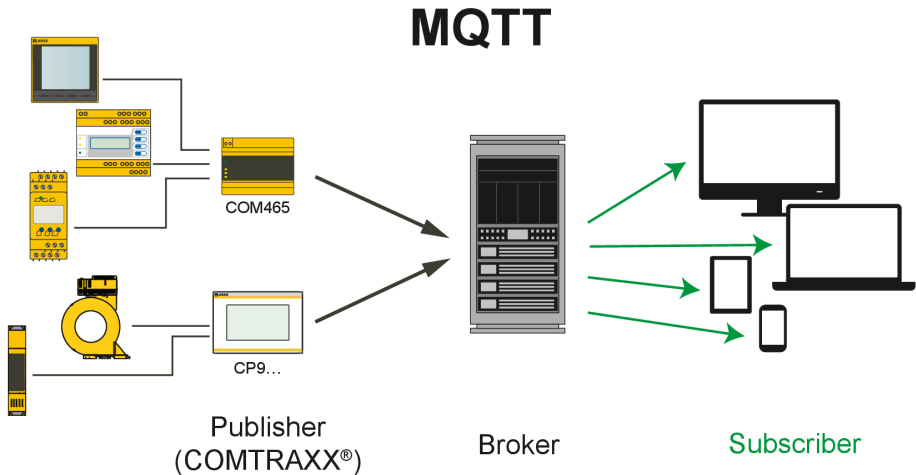 MQTT
COM465
CP9...
Publisher
(COMTRAXX®)
Broker
Subscriber